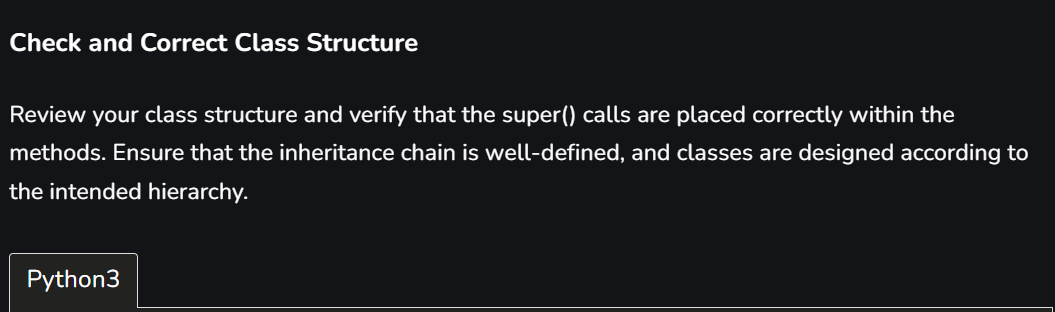 Check and Correct Class Structure
Review your class structure and verify that the super() calls are placed correctly within the
methods. Ensure that the inheritance chain is well-defined, and classes are designed according to
the intended hierarchy.
Python3